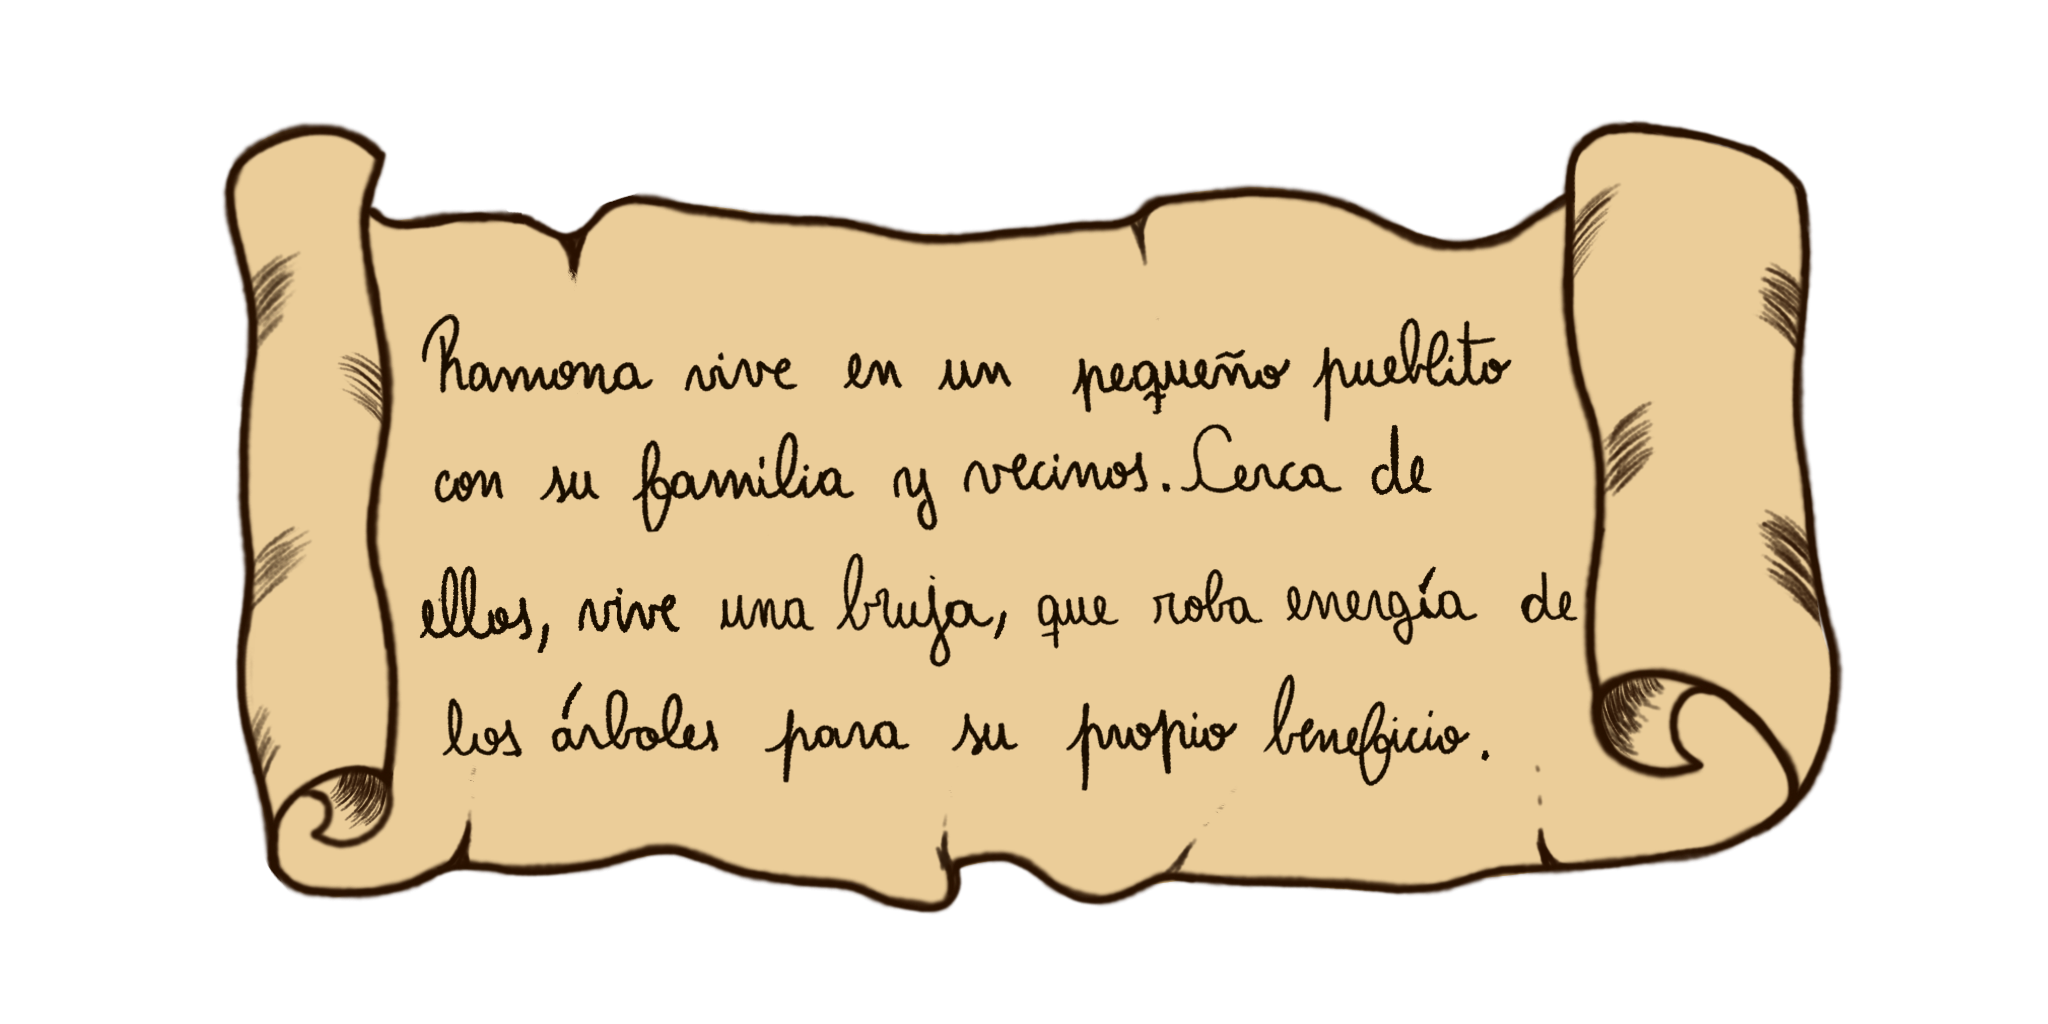 Ramona vive en un pequeño pueblito
con su familia y vecinos. Cerca de
ellos, vive una bruja, que roba energía de
los árboles para su propio beneficio.